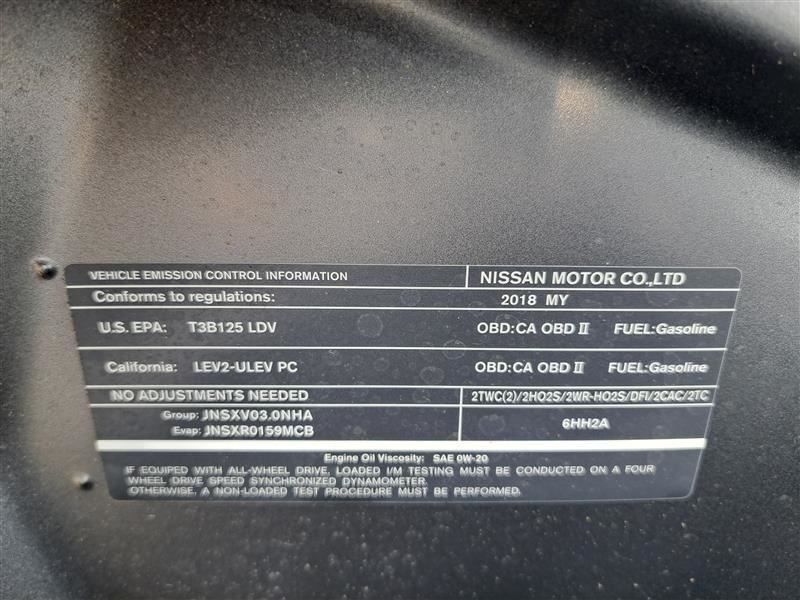 VEHICLE EMISSION CONTROL INFORMATION NISSAN MOTOR CO.,LTD
Conforms to regulations: 2018 MY
U.S. EPA: T3B125 LDV OBD:CA OBD II FUEL:Gasoline
California: LEV2-ULEV PC OBD:CA OBD II FUEL:Gasoline
NO ADJUSTMENTS NEEDED 2TWC(2)/2HO2S/2WR-HO2S/DFI/2CAC/2TC
Group: JNSXV03.0NHA
Evap: JNSXR0159MCB
6HH2A
Engine Oil Viscosity: SAE 0W-20
IF EQUIPPED WITH ALL-WHEEL DRIVE, LOADED I/M TESTING MUST BE CONDUCTED ON A FOUR
WHEEL DRIVE SPEED SYNCHRONIZED DYNAMOMETER.
OTHERWISE, A NON-LOADED TEST PROCEDURE MUST BE PERFORMED.